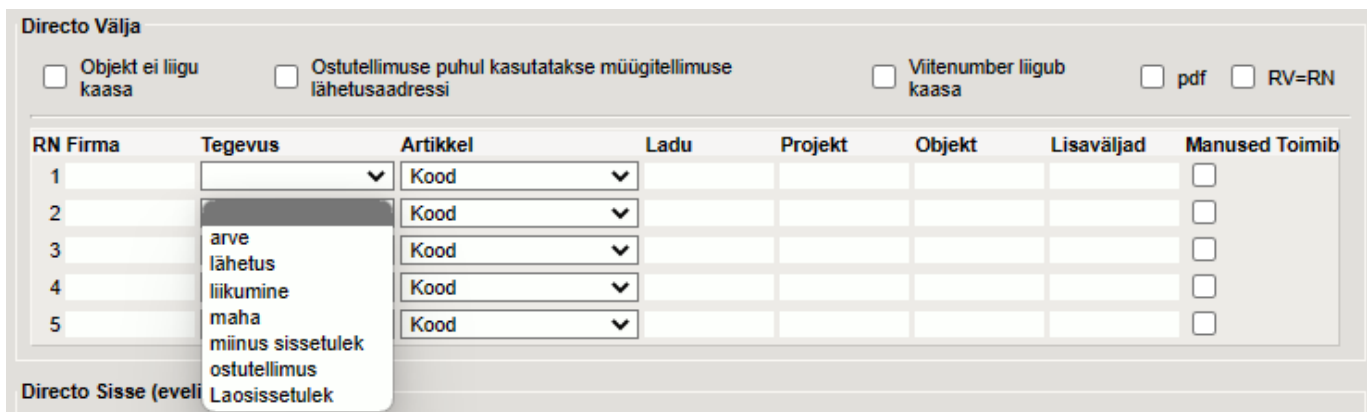 Directo Välja
Objekt ei liigu kaasa
Ostutellimuse puhul kasutatakse müügitellimuse lähetusaadressi
Viitenumber liigub kaasa
pdf
RV=RN
RN Firma Tegevus Artikkel Ladu Projekt Objekt Lisaväljad Manused Toimib
1 Kood
2 Kood
arve
3 Kood
lähetus
4 liikumine Kood
maha
5 Kood
miinus sissetulek
ostutellimus
Directo Sisse (eveli
Laosissetulek